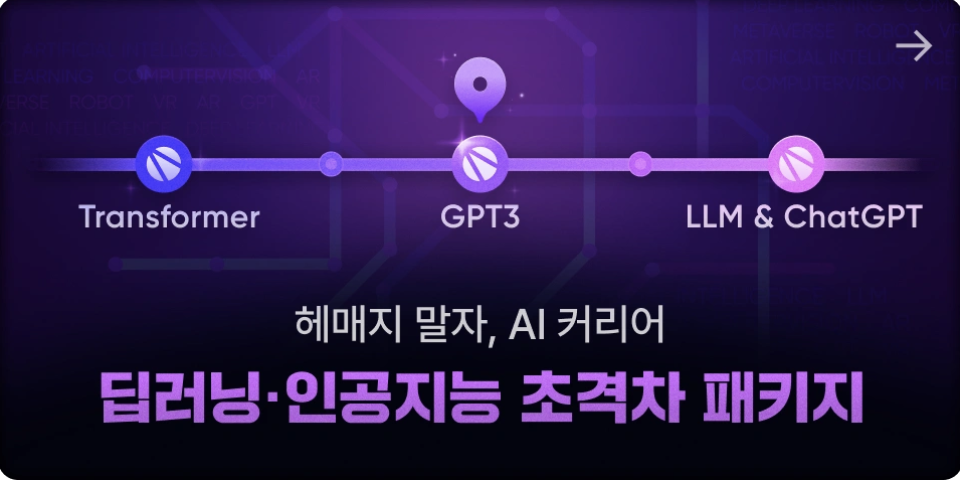 Transformer
GPT3
LLM & ChatGPT
헤매지 말자, AI 커리어
딥러닝·인공지능 초격차 패키지